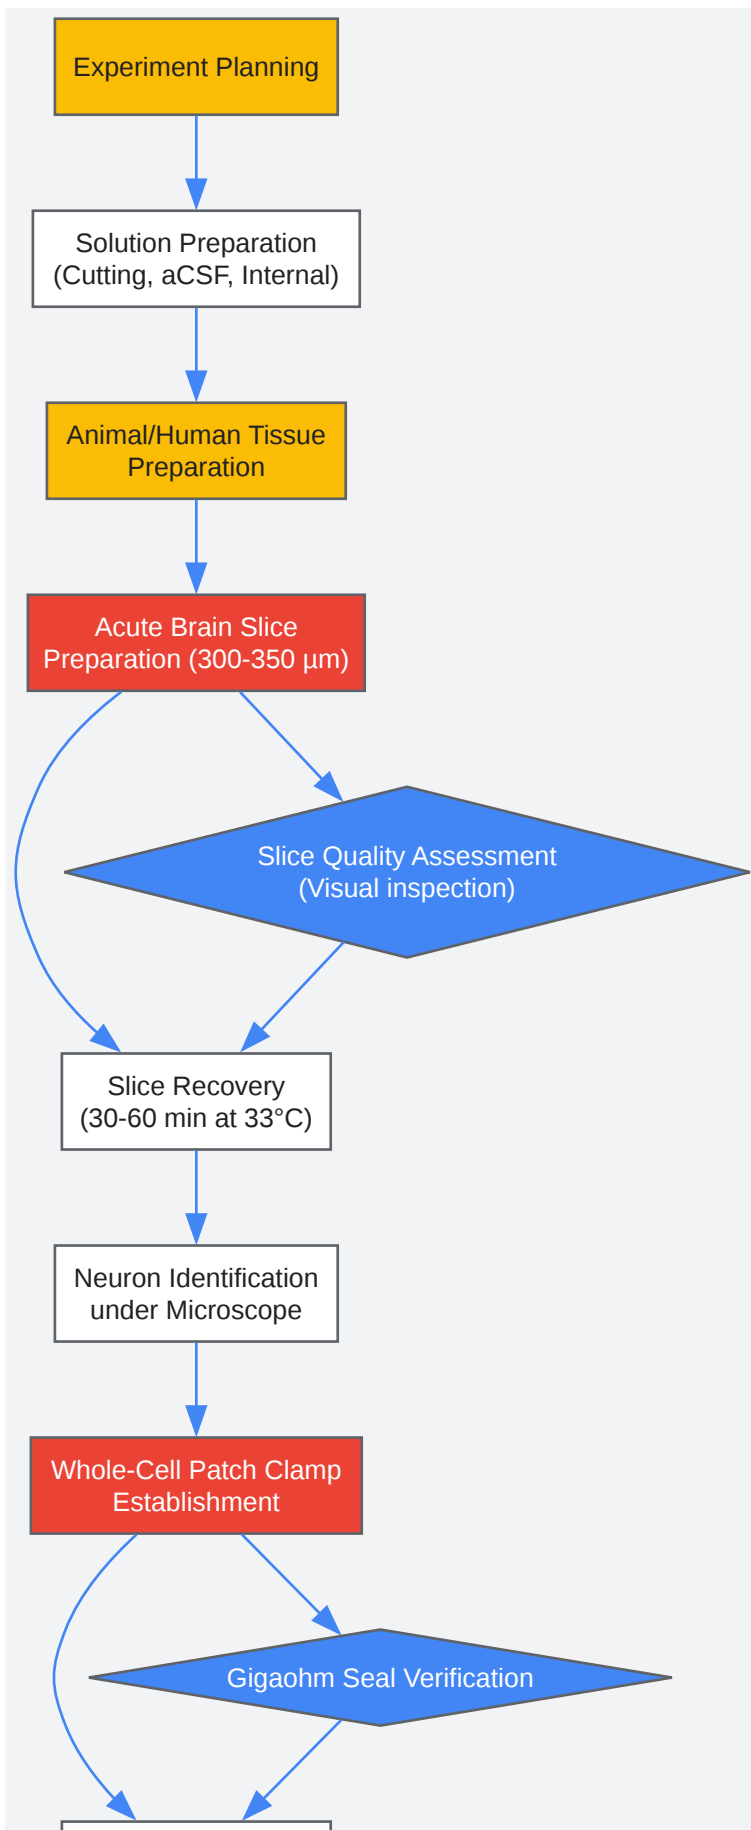 Experiment Planning
Solution Preparation
(Cutting, aCSF, Internal)
Animal/Human Tissue
Preparation
Acute Brain Slice
Preparation (300-350 µm)
Slice Quality Assessment
(Visual inspection)
Slice Recovery
(30-60 min at 33°C)
Neuron Identification
under Microscope
Whole-Cell Patch Clamp
Establishment
Gigaohm Seal Verification